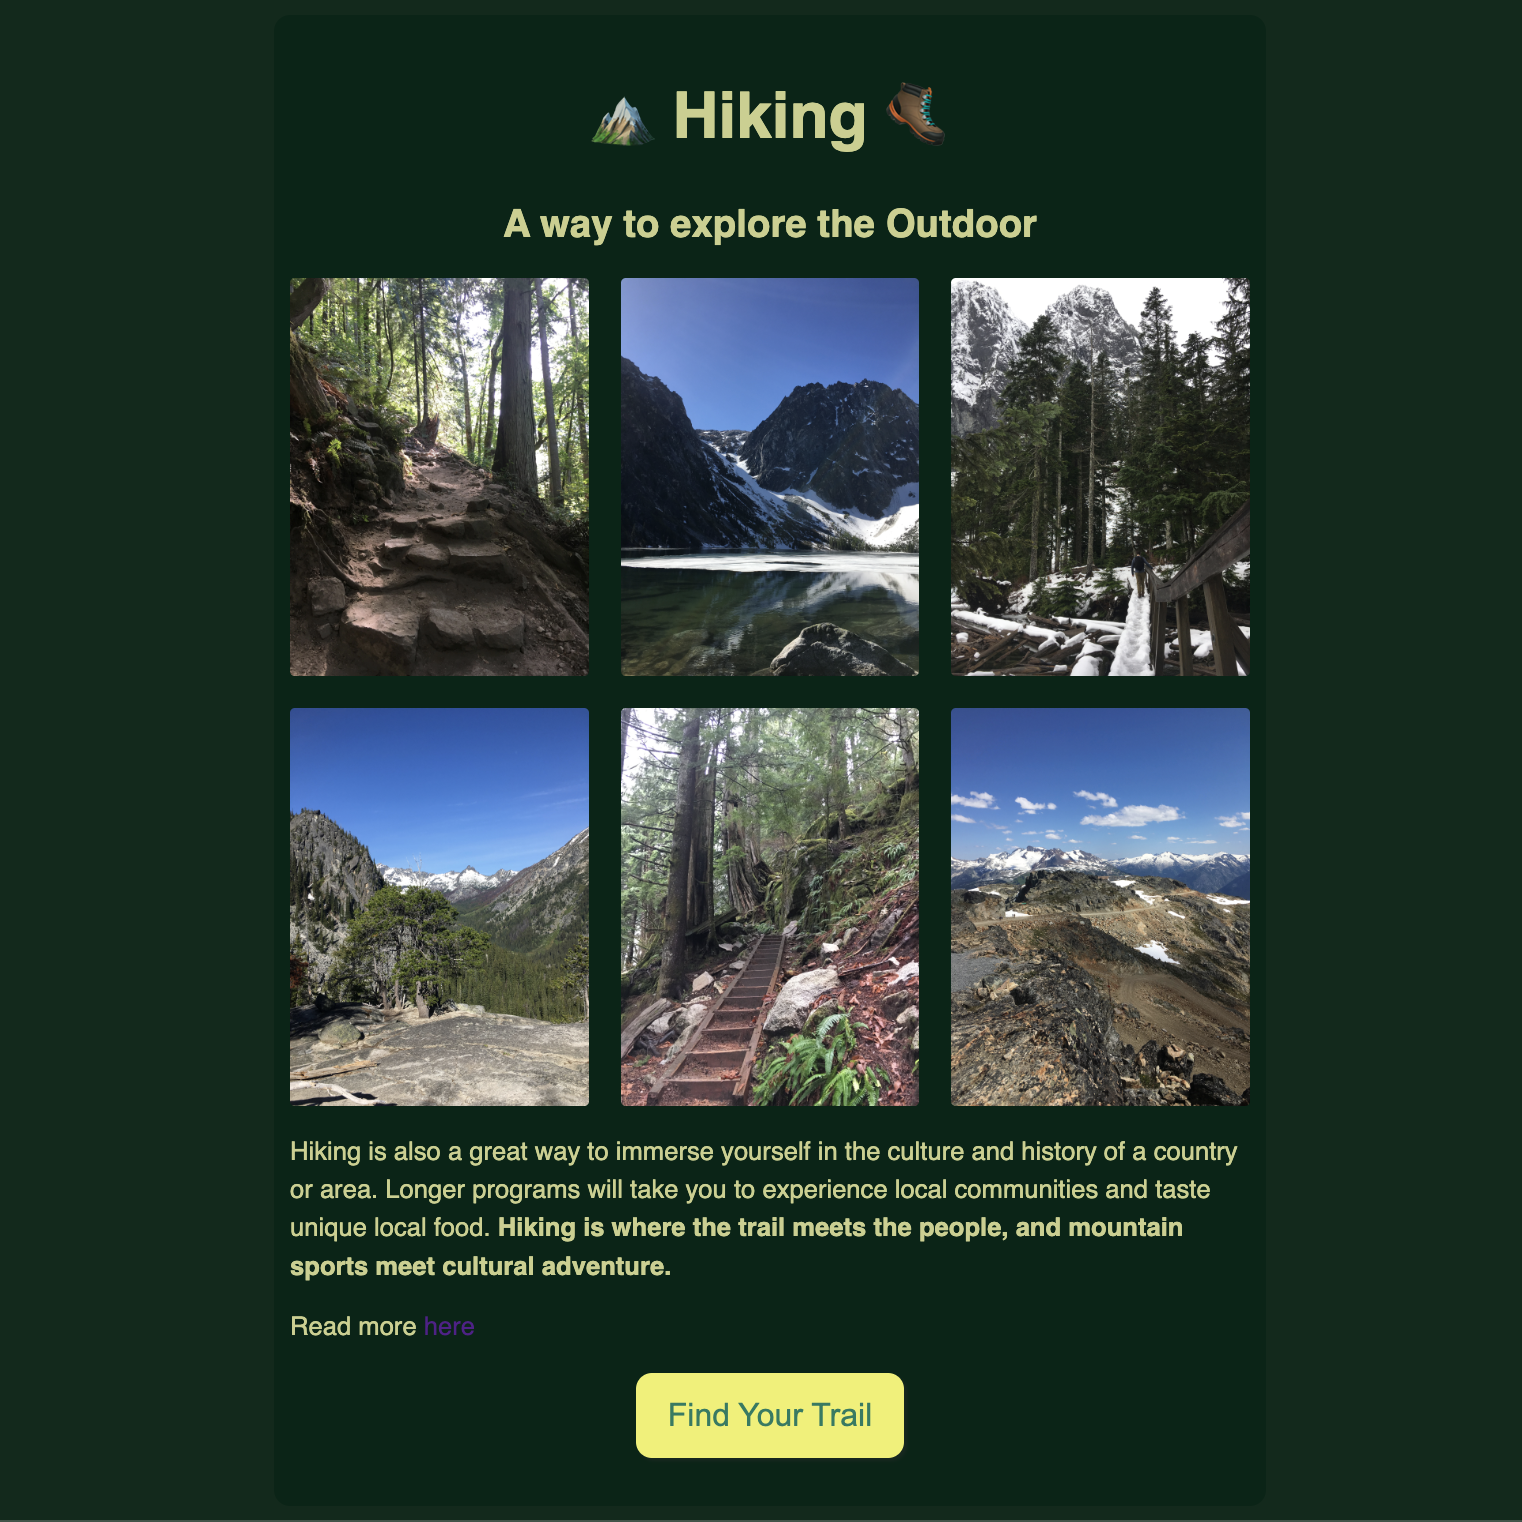 Hiking
A way to explore the Outdoor
Hiking is also a great way to immerse yourself in the culture and history of a country
or area. Longer programs will take you to experience local communities and taste
unique local food. Hiking is where the trail meets the people, and mountain
sports meet cultural adventure.
Read more here
Find Your Trail